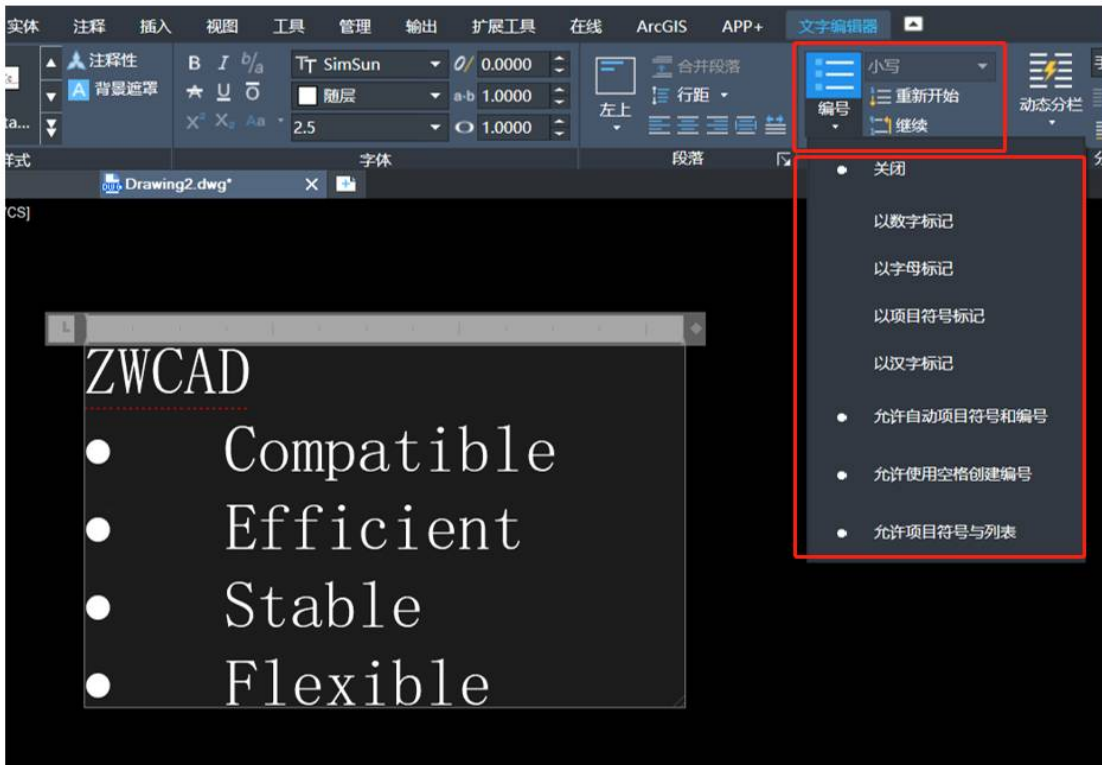 实体 注释 插入 视图 工具 管理 输出 扩展工具 在线 ArcGIS APP+ 文字编辑器
注释性 B I b/a SimSun 0/ 0.0000 合并段落 小写
背景遮罩 A U O 随层 a-b 1.0000 左上 行距 编号 重新开始 动态分栏
X² X₂ Aa 2.5 1.0000 继续
样式 字体 段落
Drawing2.dwg*
CS]
关闭
以数字标记
以字母标记
以项目符号标记
以汉字标记
允许自动项目符号和编号
允许使用空格创建编号
允许项目符号与列表
L
ZWCAD
● Compatible
● Efficient
● Stable
● Flexible